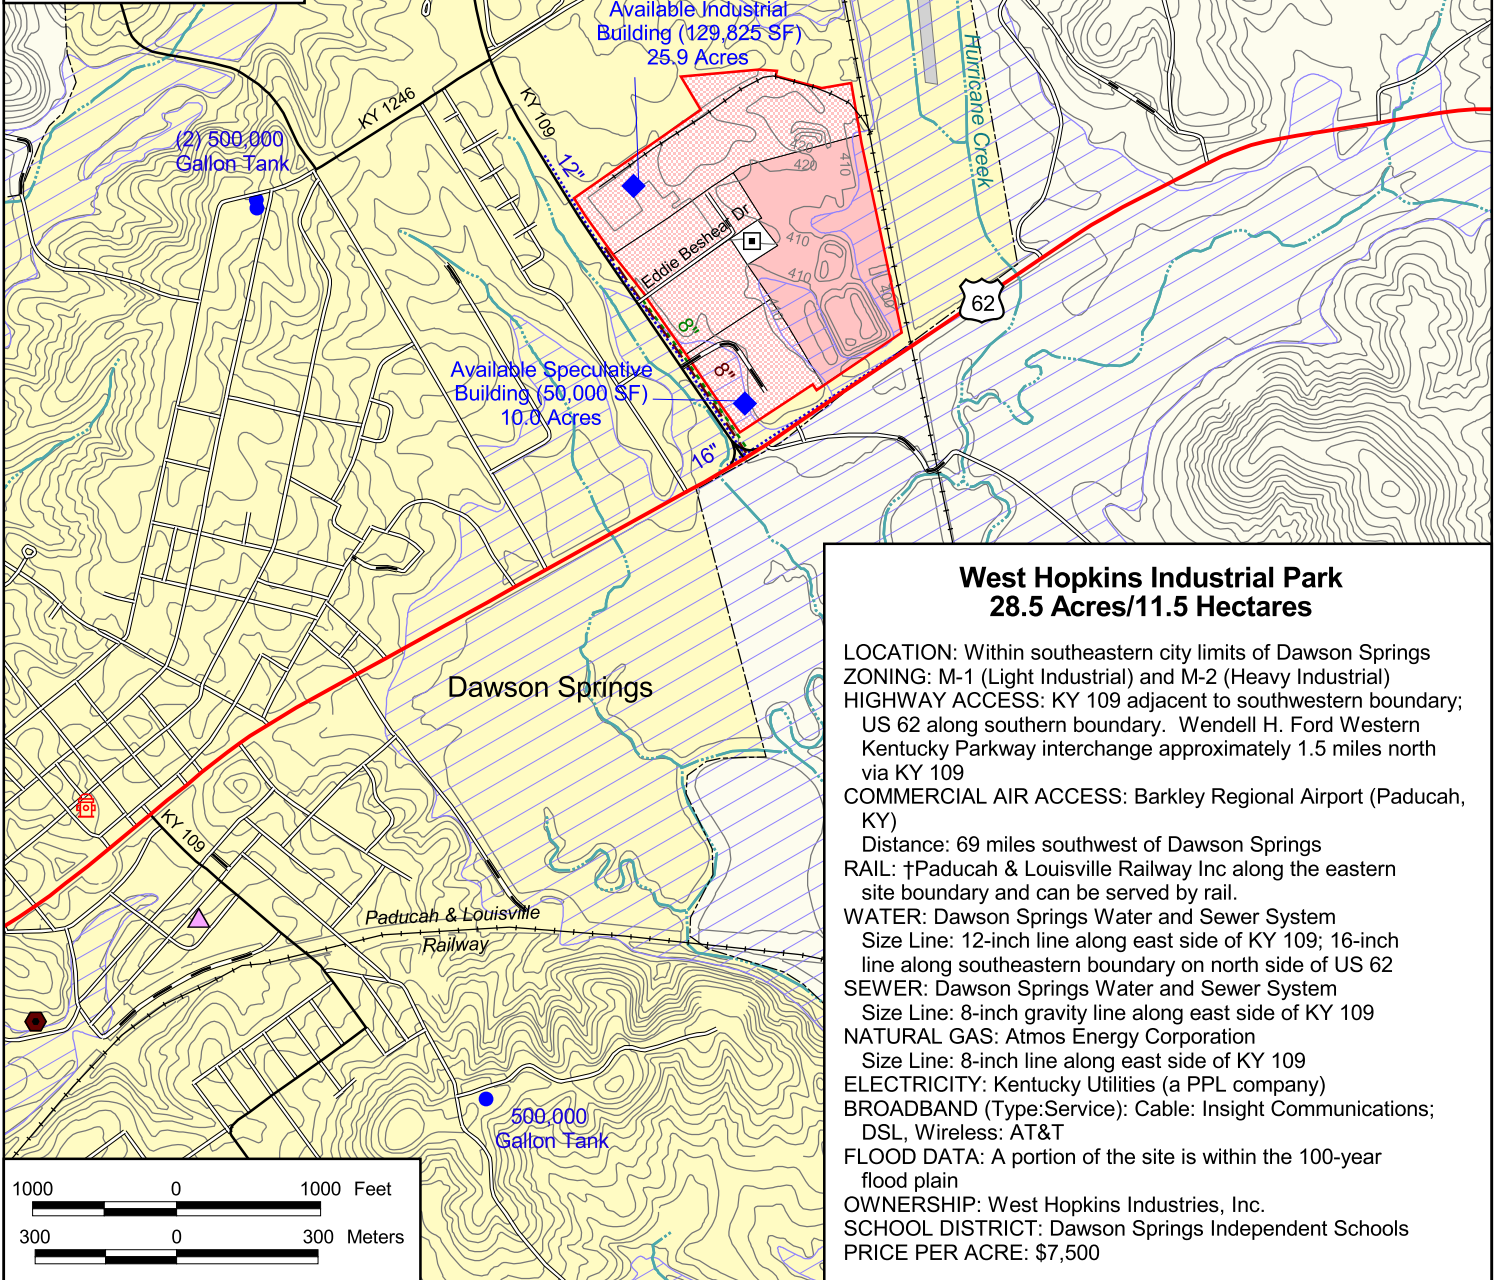 Available Industrial
Building (129,825 SF)
25.9 Acres
Hurricane Creek
KY 1246
KY 109
(2) 500,000
Gallon Tank
12"
420
420
410
Eddie Beshear Dr
410
410
400
410
62
8"
8"
Available Speculative
Building (50,000 SF)
10.0 Acres
16"
Dawson Springs
KY 109
Paducah & Louisville
Railway
500,000
Gallon Tank
1000 0 1000 Feet
300 0 300 Meters
West Hopkins Industrial Park
28.5 Acres/11.5 Hectares
LOCATION: Within southeastern city limits of Dawson Springs
ZONING: M-1 (Light Industrial) and M-2 (Heavy Industrial)
HIGHWAY ACCESS: KY 109 adjacent to southwestern boundary;
US 62 along southern boundary. Wendell H. Ford Western
Kentucky Parkway interchange approximately 1.5 miles north
via KY 109
COMMERCIAL AIR ACCESS: Barkley Regional Airport (Paducah,
KY)
Distance: 69 miles southwest of Dawson Springs
RAIL: †Paducah & Louisville Railway Inc along the eastern
site boundary and can be served by rail.
WATER: Dawson Springs Water and Sewer System
Size Line: 12-inch line along east side of KY 109; 16-inch
line along southeastern boundary on north side of US 62
SEWER: Dawson Springs Water and Sewer System
Size Line: 8-inch gravity line along east side of KY 109
NATURAL GAS: Atmos Energy Corporation
Size Line: 8-inch line along east side of KY 109
ELECTRICITY: Kentucky Utilities (a PPL company)
BROADBAND (Type:Service): Cable: Insight Communications;
DSL, Wireless: AT&T
FLOOD DATA: A portion of the site is within the 100-year
flood plain
OWNERSHIP: West Hopkins Industries, Inc.
SCHOOL DISTRICT: Dawson Springs Independent Schools
PRICE PER ACRE: $7,500